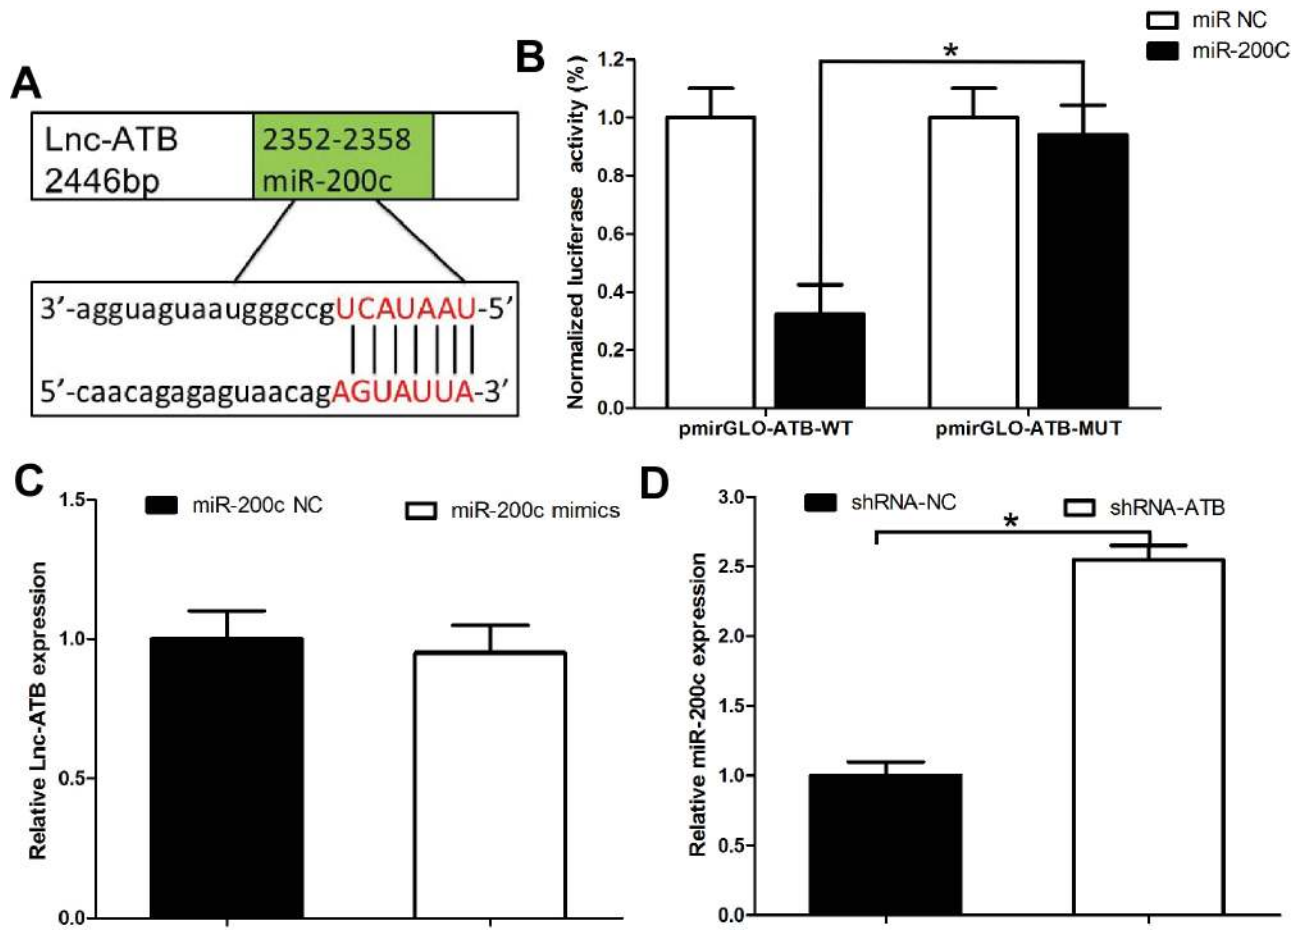 A
Lnc-ATB
2446bp
2352-2358
miR-200c
3’-agguaguaaugggccgUCAUAAU-5’
5’-caacagagaguaacagAGUAUUA-3’
B
miR NC
miR-200C
*
Normalized luciferase activity (%)
1.2
1.0
0.8
0.6
0.4
0.2
0.0
pmirGLO-ATB-WT
pmirGLO-ATB-MUT
C
miR-200c NC
miR-200c mimics
Relative Lnc-ATB expression
1.5
1.0
0.5
0.0
D
shRNA-NC
shRNA-ATB
*
Relative miR-200c expression
3.0
2.5
2.0
1.5
1.0
0.5
0.0